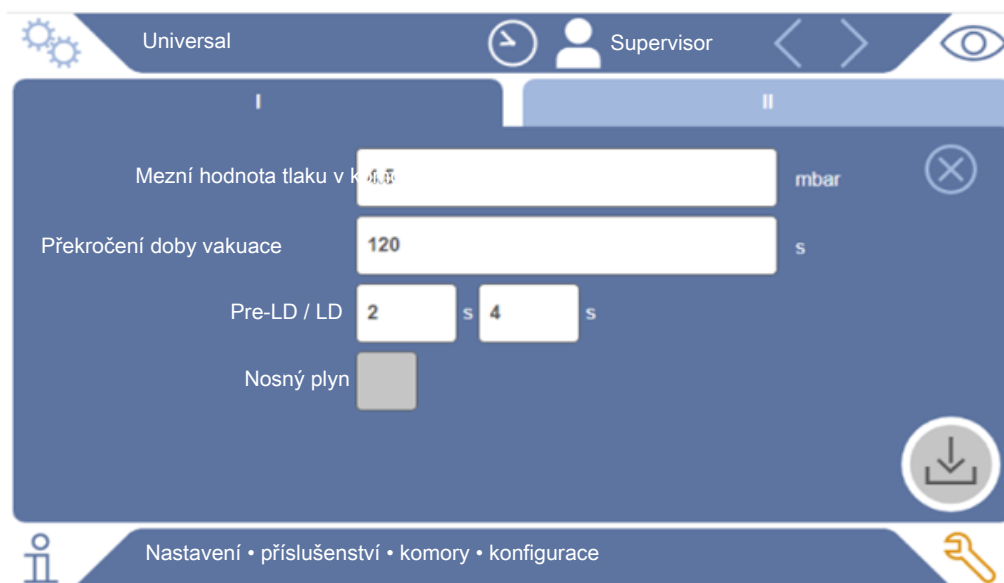 Universal
Supervisor
I
II
Mezní hodnota tlaku v
mbar
Překročení doby vakuace
120
s
Pre-LD / LD
2
s
4
s
Nosný plyn
Nastavení • příslušenství • komory • konfigurace